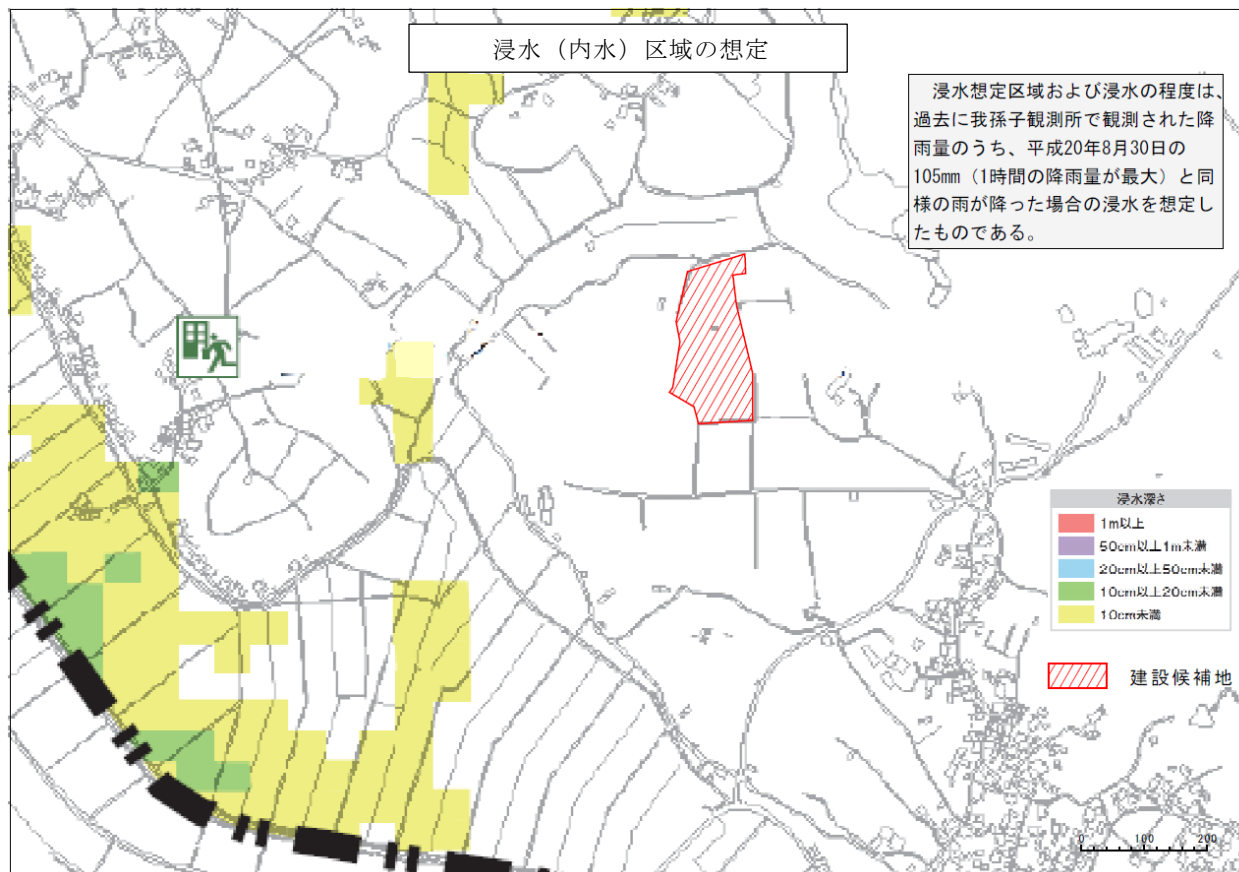 浸水（内水）区域の想定
浸水想定区域および浸水の程度は、
過去に我孫子観測所で観測された降
雨量のうち、平成20年8月30日の
105㎜（1時間の降雨量が最大）と同
様の雨が降った場合の浸水を想定し
たものである。
浸水深さ
1m以上
50cm以上1m未満
20cm以上50cm未満
10cm以上20cm未満
10cm未満
建設候補地
0 100 200